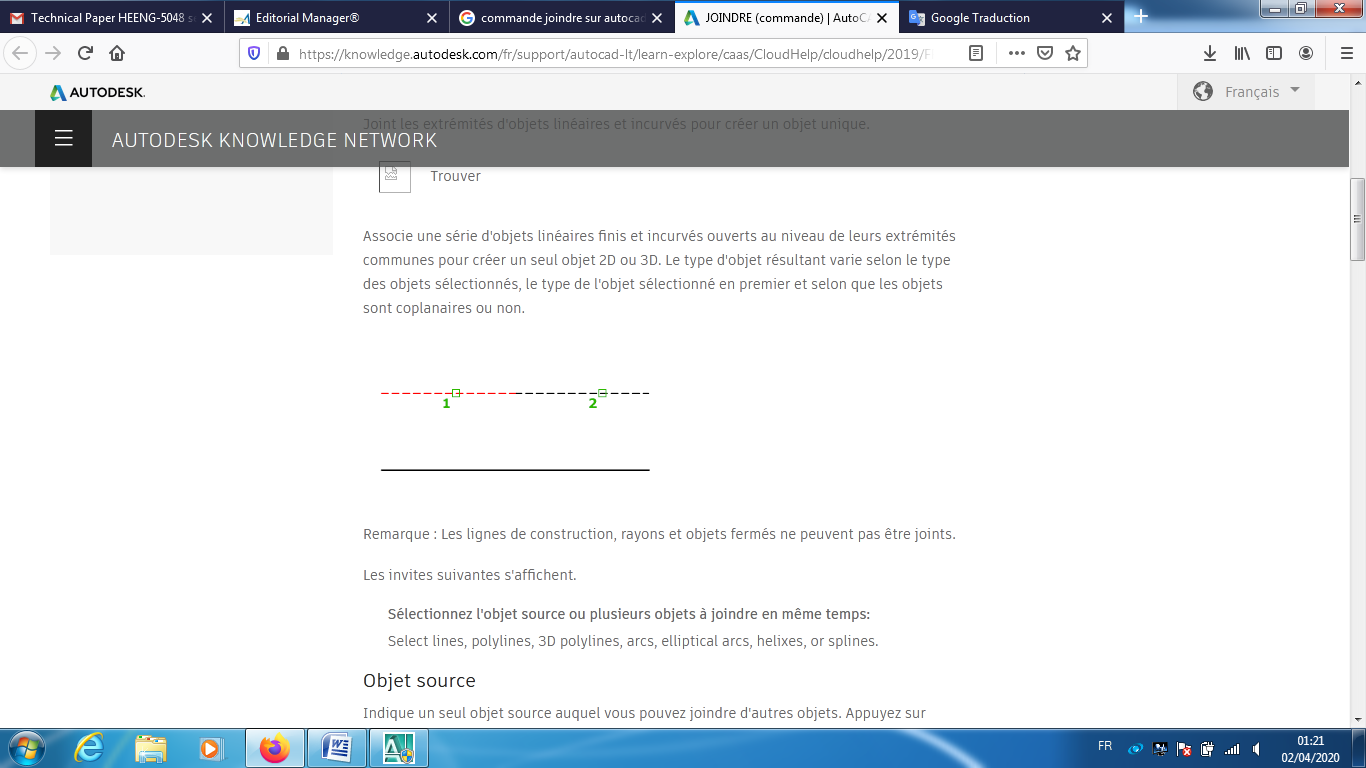 Technical Paper HEENG-5048 s
Editorial Manager®
commande joindre sur autocad
JOINDRE (commande) | AutoCA
Google Traduction
https://knowledge.autodesk.com/fr/support/autocad-lt/learn-explore/caas/CloudHelp/cloudhelp/2019/F
AUTODESK.
Français
Joint les extrémités d'objets linéaires et incurvés pour créer un objet unique.
AUTODESK KNOWLEDGE NETWORK
Trouver
Associe une série d'objets linéaires finis et incurvés ouverts au niveau de leurs extrémités
communes pour créer un seul objet 2D ou 3D. Le type d'objet résultant varie selon le type
des objets sélectionnés, le type de l'objet sélectionné en premier et selon que les objets
sont coplanaires ou non.
1
2
Remarque : Les lignes de construction, rayons et objets fermés ne peuvent pas être joints.
Les invites suivantes s'affichent.
Sélectionnez l'objet source ou plusieurs objets à joindre en même temps:
Select lines, polylines, 3D polylines, arcs, elliptical arcs, helixes, or splines.
Objet source
Indique un seul objet source auquel vous pouvez joindre d'autres objets. Appuyez sur
FR
01:21
02/04/2020